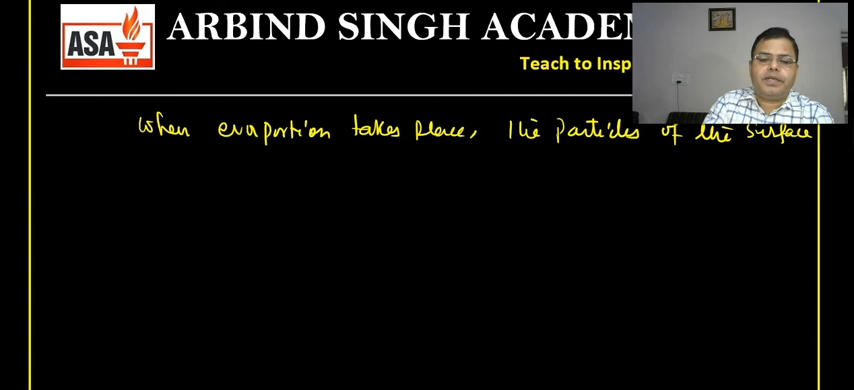 ASA
ARBIND SINGH ACADEM
Teach to Insp
When evaportion takes place, the particles of the surface